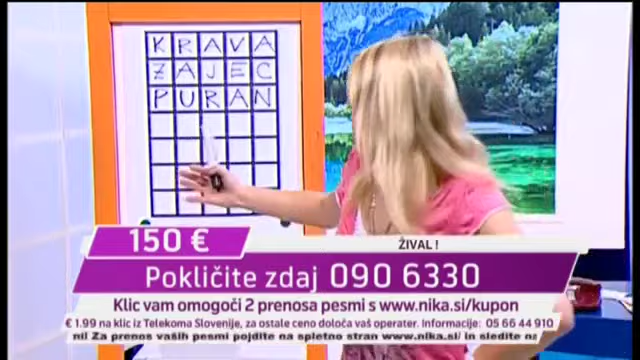 KRAVA
ZAJEC
PURAN
150 €
ŽIVAL!
Pokličite zdaj 090 6330
Klic vam omogoči 2 prenosa pesmi s www.nika.si/kupon
€ 1.99 na klic iz Telekoma Slovenije, za ostale ceno določa vaš operater. Informacije: 05 66 44 910
ni! Za prenos vaših pesmi pojdite na spletno stran www.nika.si/ in sledite na